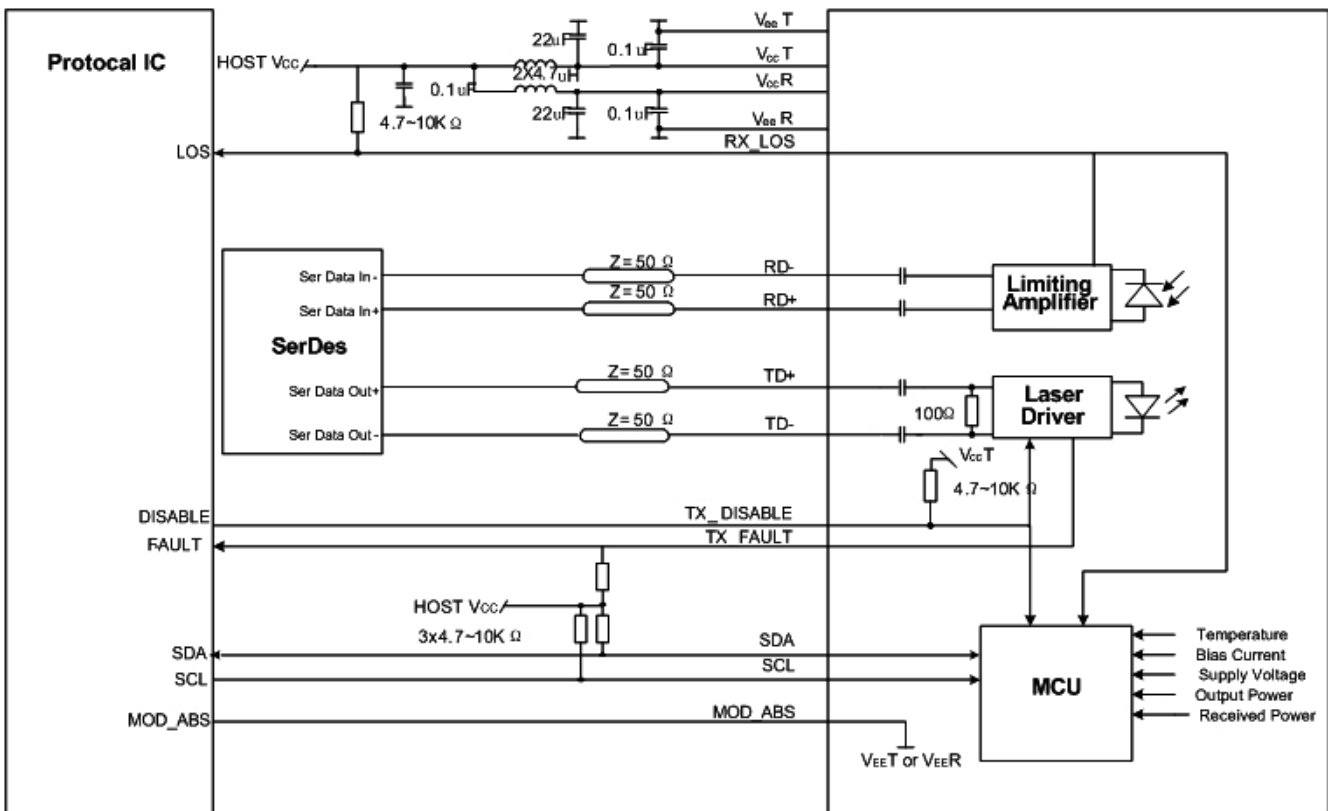 Protocal IC
HOST Vcc
22uF
0.1uF
2X4.7uH
0.1uF
22uF
0.1uF
4.7~10K Ω
Vee T
Vcc T
Vcc R
Vee R
LOS
RX_LOS
Ser Data In-
Ser Data In+
SerDes
Ser Data Out+
Ser Data Out-
Z=50 Ω
RD-
Z=50 Ω
RD+
Z=50 Ω
TD+
Z=50 Ω
TD-
Limiting
Amplifier
100Ω
Laser
Driver
VccT
4.7~10K Ω
DISABLE
TX_DISABLE
FAULT
TX_FAULT
HOST Vcc
3x4.7~10K Ω
SDA
SDA
SCL
SCL
MOD_ABS
MOD_ABS
VEET or VEER
MCU
Temperature
Bias Current
Supply Voltage
Output Power
Received Power